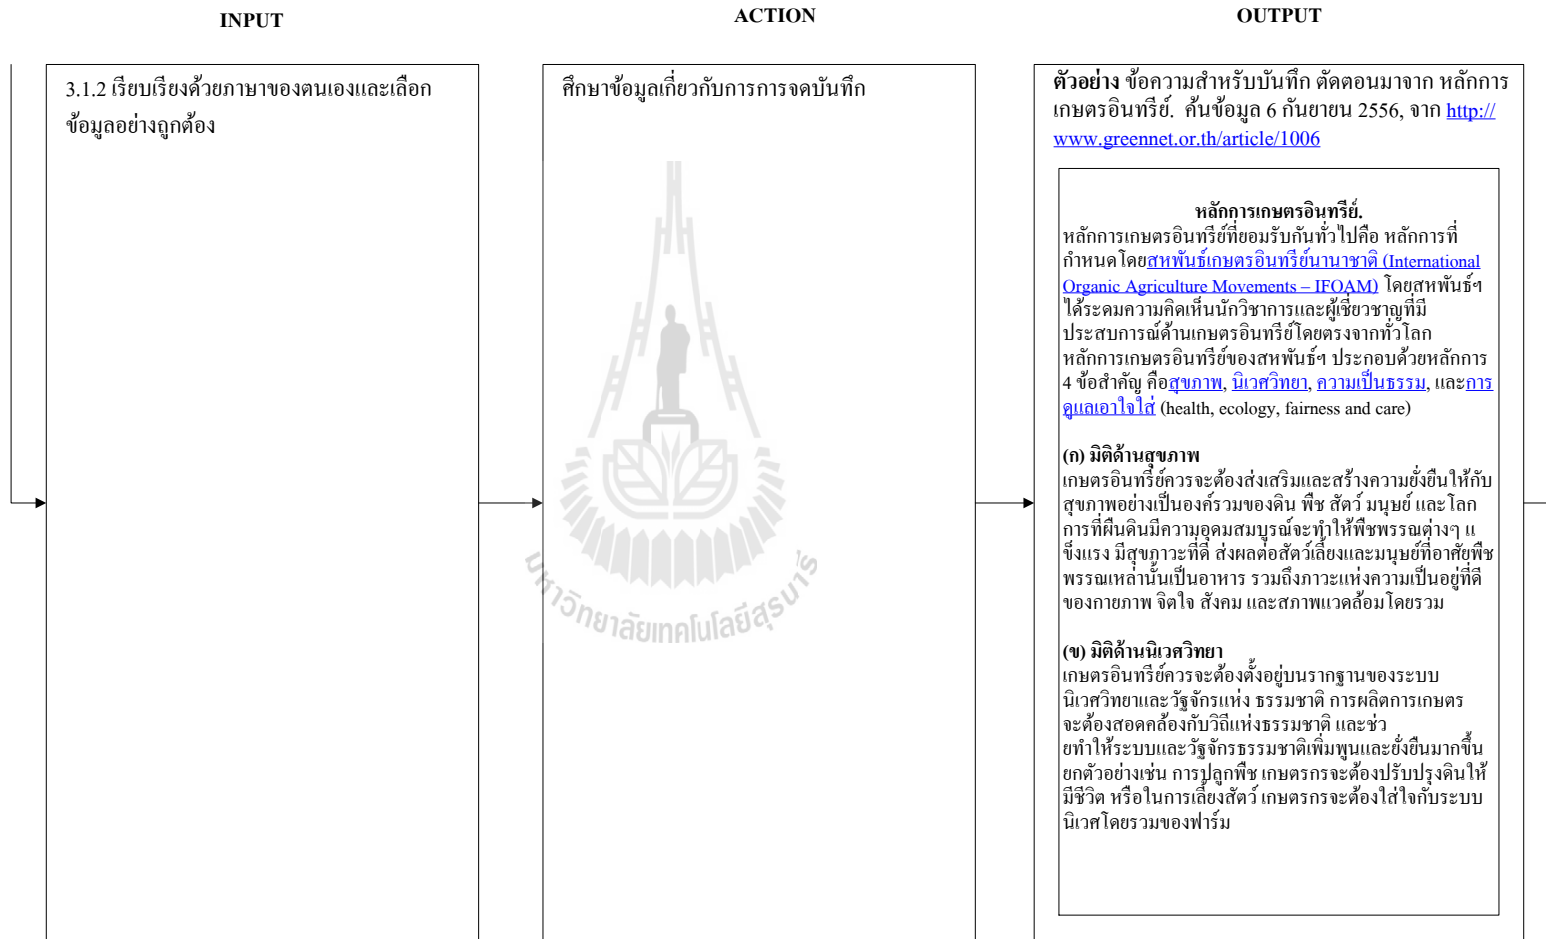 INPUT
ACTION
OUTPUT
3.1.2 เรียบเรียงด้วยภาษาของตนเองและเลือก
ข้อมูลอย่างถูกต้อง
ศึกษาข้อมูลเกี่ยวกับการการจดบันทึก
ตัวอย่าง ข้อความสำหรับบันทึก ตัดตอนมาจาก หลักการ
เกษตรอินทรีย์. ค้นข้อมูล 6 กันยายน 2556, จาก http://
www.greennet.or.th/article/1006
หลักการเกษตรอินทรีย์.
หลักการเกษตรอินทรีย์ที่ยอมรับกันทั่วไปคือ หลักการที่
กำหนดโดยสหพันธ์เกษตรอินทรีย์นานาชาติ (International
Organic Agriculture Movements – IFOAM) โดยสหพันธ์ฯ
ได้ระดมความคิดเห็นนักวิชาการและผู้เชี่ยวชาญที่มี
ประสบการณ์ด้านเกษตรอินทรีย์โดยตรงจากทั่วโลก
หลักการเกษตรอินทรีย์ของสหพันธ์ฯ ประกอบด้วยหลักการ
4 ข้อสำคัญ คือสุขภาพ, นิเวศวิทยา, ความเป็นธรรม, และการ
ดูแลเอาใจใส่ (health, ecology, fairness and care)
(ก) มิติด้านสุขภาพ
เกษตรอินทรีย์ควรจะต้องส่งเสริมและสร้างความยั่งยืนให้กับ
สุขภาพอย่างเป็นองค์รวมของดิน พืช สัตว์ มนุษย์ และโลก
การที่ผืนดินมีความอุดมสมบูรณ์จะทำให้พืชพรรณต่างๆ แ
ข็งแรง มีสุขภาวะที่ดี ส่งผลต่อสัตว์เลี้ยงและมนุษย์ที่อาศัยพืช
พรรณเหล่านั้นเป็นอาหาร รวมถึงภาวะแห่งความเป็นอยู่ที่ดี
ของกายภาพ จิตใจ สังคม และสภาพแวดล้อมโดยรวม
(ข) มิติด้านนิเวศวิทยา
เกษตรอินทรีย์ควรจะต้องตั้งอยู่บนรากฐานของระบบ
นิเวศวิทยาและวัฐจักรแห่ง ธรรมชาติ การผลิตการเกษตร
จะต้องสอดคล้องกับวิถีแห่งธรรมชาติ และช่ว
ยทำให้ระบบและวัฐจักรธรรมชาติเพิ่มพูนและยั่งยืนมากขึ้น
ยกตัวอย่างเช่น การปลูกพืช เกษตรกรจะต้องปรับปรุงดินให้
มีชีวิต หรือในการเลี้ยงสัตว์ เกษตรกรจะต้องใส่ใจกับระบบ
นิเวศโดยรวมของฟาร์ม
มหาวิทยาลัยเทคโนโลยีสุรนารี